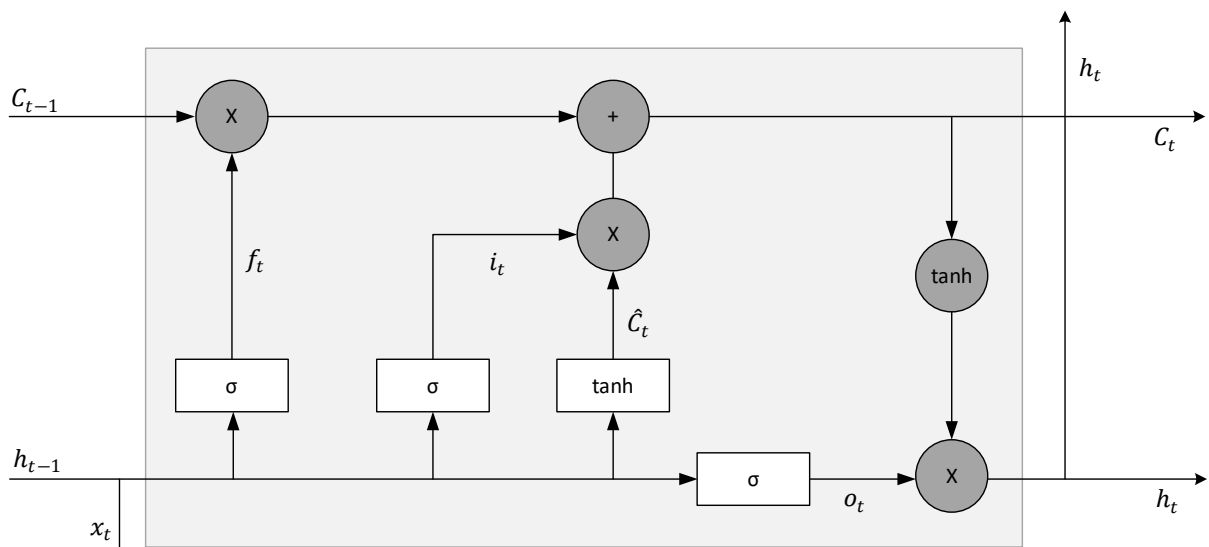 h_t
C_{t-1}
X
+
C_t
X
f_t
i_t
tanh
Ĉ_t
σ
σ
tanh
h_{t-1}
σ
X
x_t
o_t
h_t